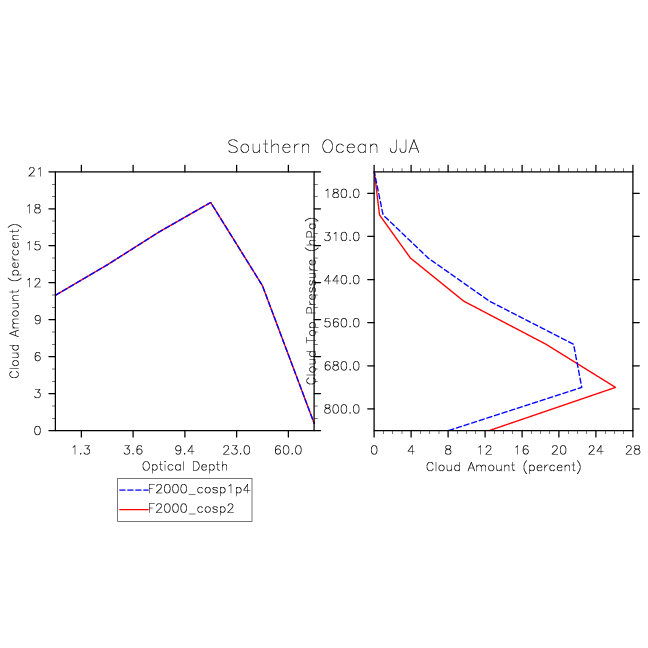 Southern Ocean JJA
Cloud Amount (percent)
21
18
15
12
9
6
3
0
1.3 3.6 9.4 23.0 60.0
Optical Depth
Cloud Top Pressure (hPa)
180.0
310.0
440.0
560.0
680.0
800.0
0 4 8 12 16 20 24 28
Cloud Amount (percent)
F2000_cosp1p4
F2000_cosp2